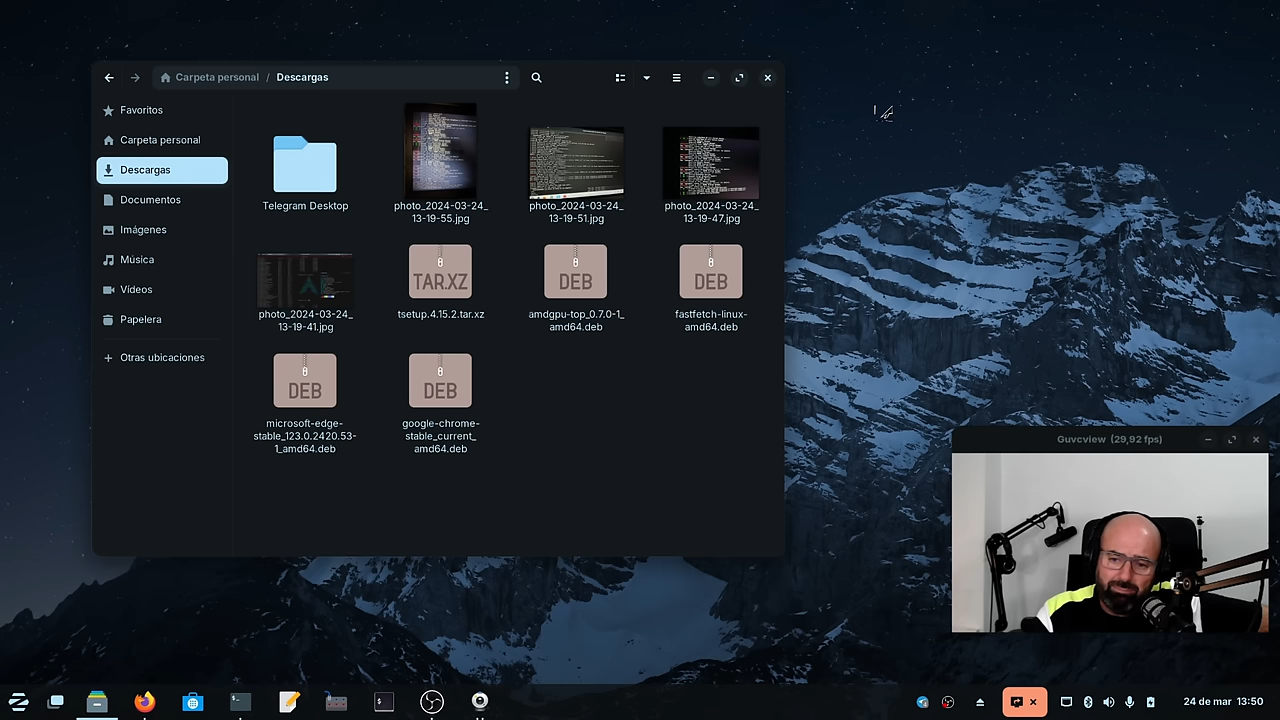 Carpeta personal / Descargas
Favoritos
Carpeta personal
Descargas
Documentos
Imágenes
Música
Vídeos
Papelera
Otras ubicaciones
Telegram Desktop
photo_2024-03-24_
13-19-55.jpg
photo_2024-03-24_
13-19-51.jpg
photo_2024-03-24_
13-19-47.jpg
photo_2024-03-24_
13-19-41.jpg
TAR.XZ
tsetup.4.15.2.tar.xz
DEB
amdgpu-top_0.7.0-1_
amd64.deb
DEB
fastfetch-linux-
amd64.deb
DEB
microsoft-edge-
stable_123.0.2420.53-
1_amd64.deb
DEB
google-chrome-
stable_current_
amd64.deb
Guvcview (29,92 fps)
24 de mar 13:50